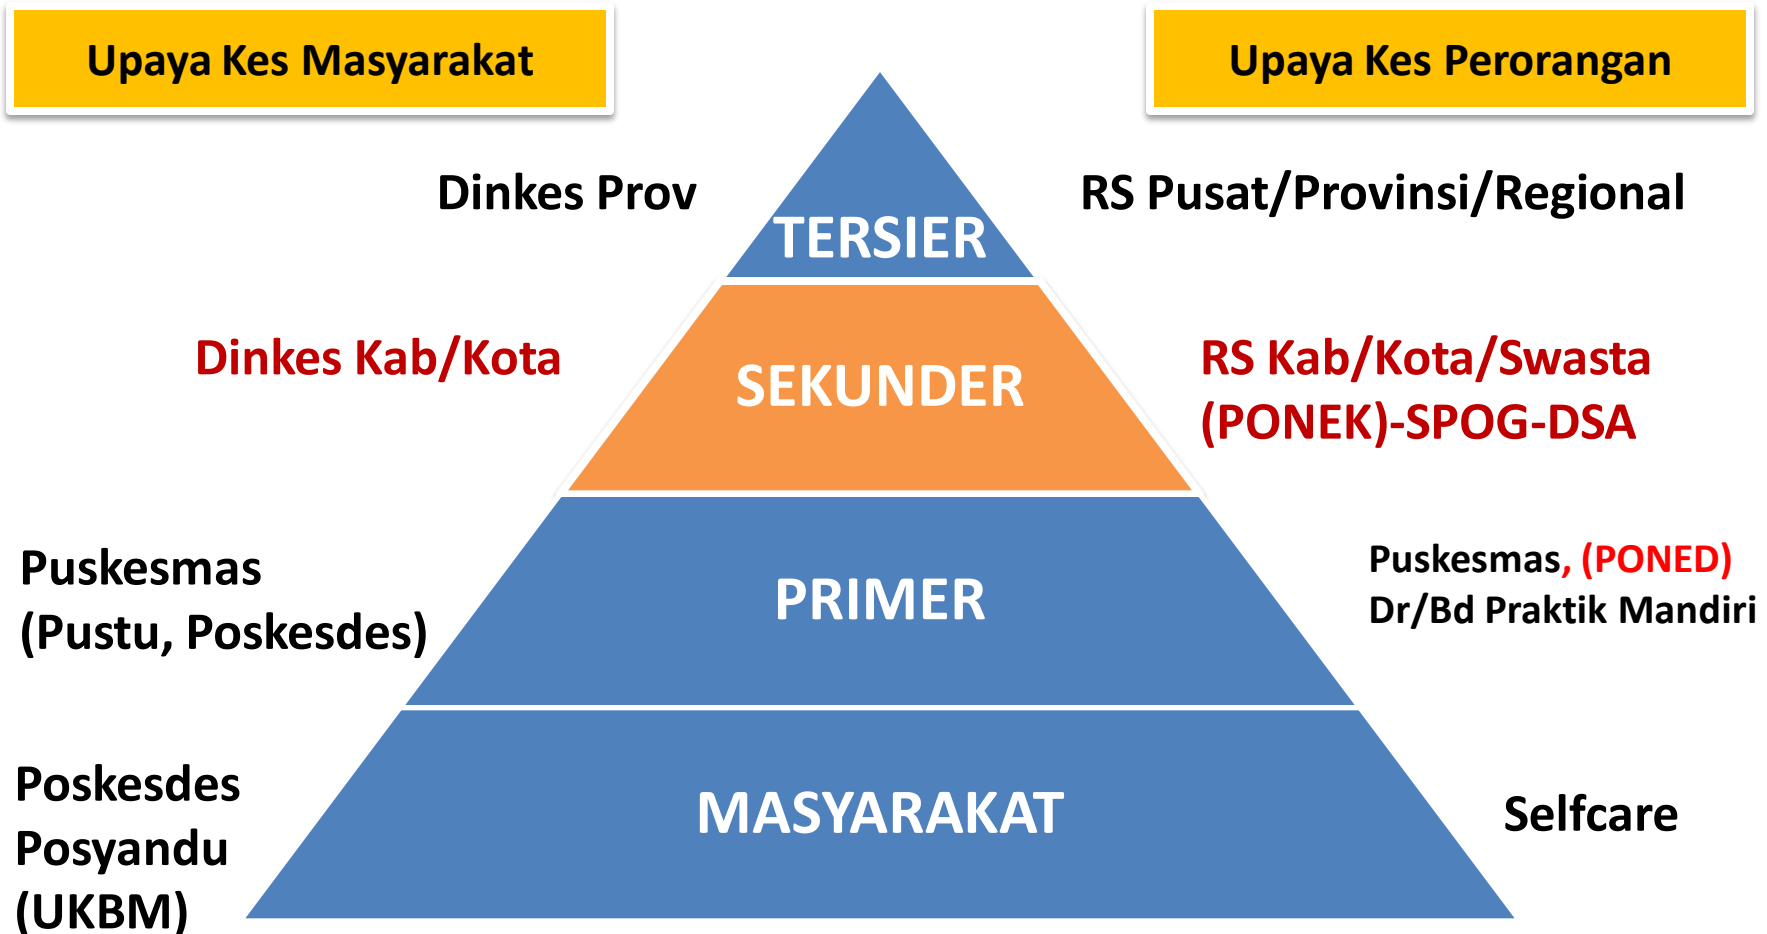 Upaya Kes Masyarakat
Upaya Kes Perorangan
Dinkes Prov
TERSIER
RS Pusat/Provinsi/Regional
Dinkes Kab/Kota
SEKUNDER
RS Kab/Kota/Swasta
(PONEK)-SPOG-DSA
Puskesmas
(Pustu, Poskesdes)
PRIMER
Puskesmas, (PONED)
Dr/Bd Praktik Mandiri
Poskesdes
Posyandu
(UKBM)
MASYARAKAT
Selfcare